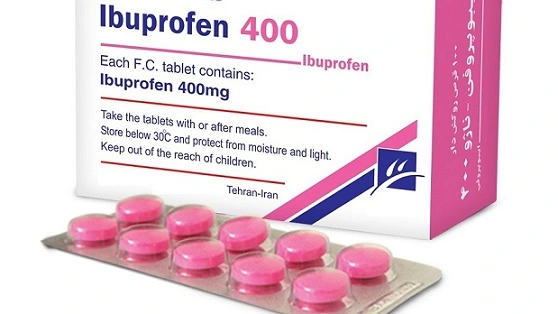 Ibuprofen 400
Ibuprofen
Each F.C. tablet contains:
Ibuprofen 400mg
Take the tablets with or after meals.
Store below 30°C and protect from moisture and light.
Keep out of the reach of children.
Tehran-Iran